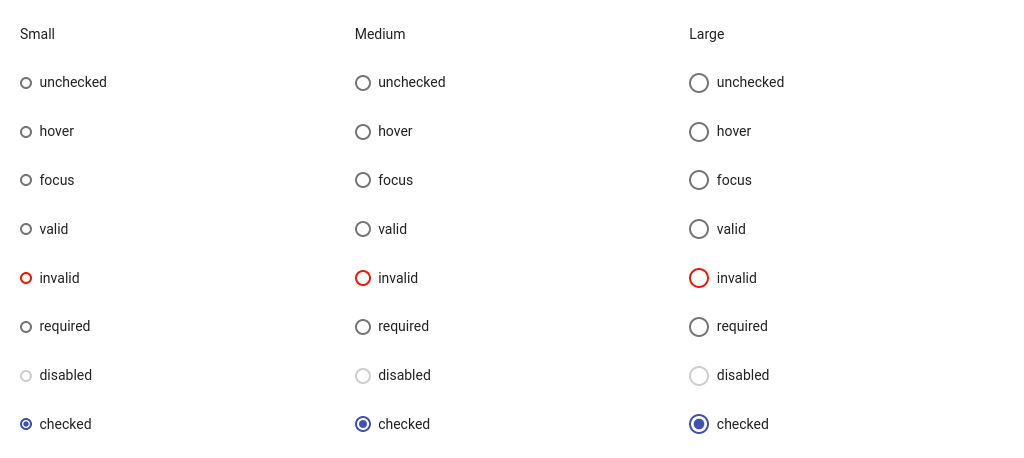 Small Medium Large
unchecked unchecked unchecked
hover hover hover
focus focus focus
valid valid valid
invalid invalid invalid
required required required
disabled disabled disabled
checked checked checked